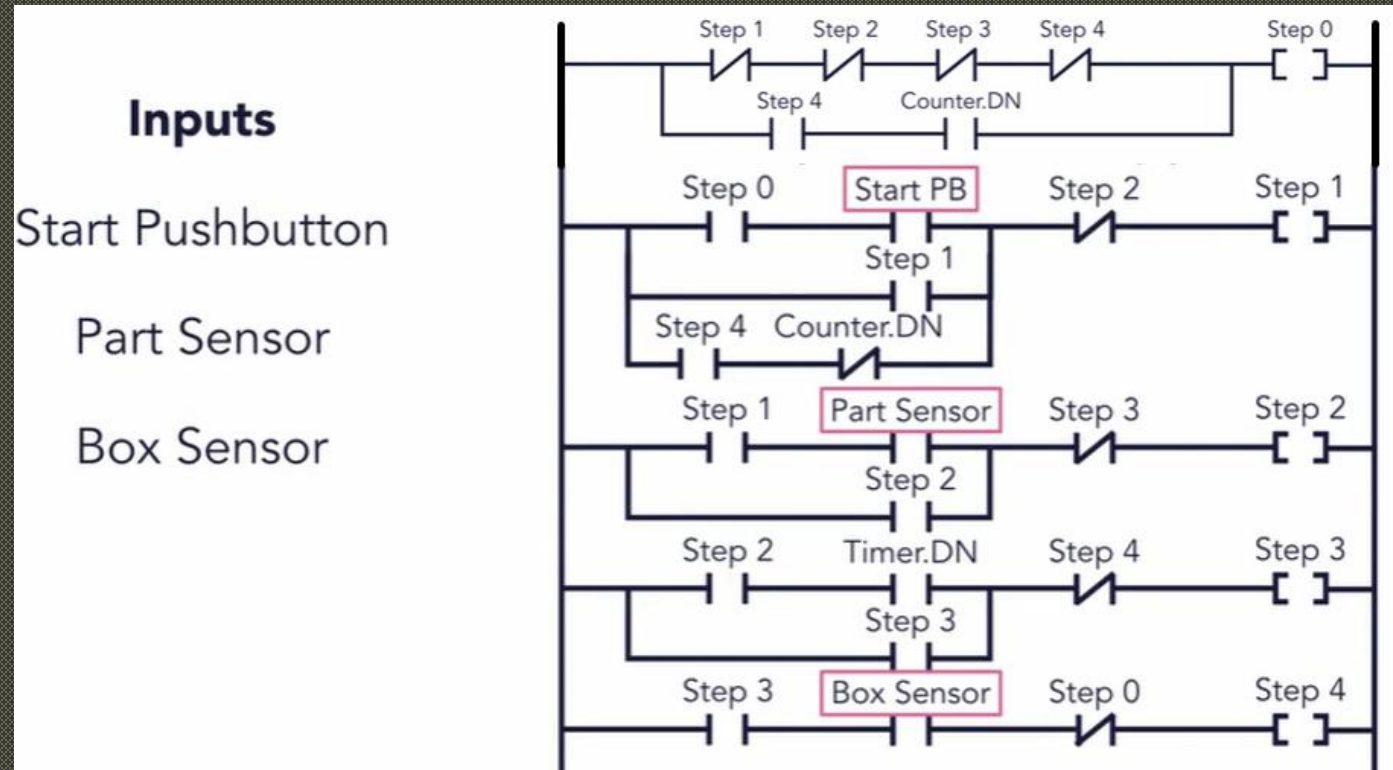 Inputs
Start Pushbutton
Part Sensor
Box Sensor
Step 1 Step 2 Step 3 Step 4 Step 0
Step 4 Counter.DN
Step 0 Start PB Step 2 Step 1
Step 1
Step 4 Counter.DN
Step 1 Part Sensor Step 3 Step 2
Step 2
Step 2 Timer.DN Step 4 Step 3
Step 3
Step 3 Box Sensor Step 0 Step 4